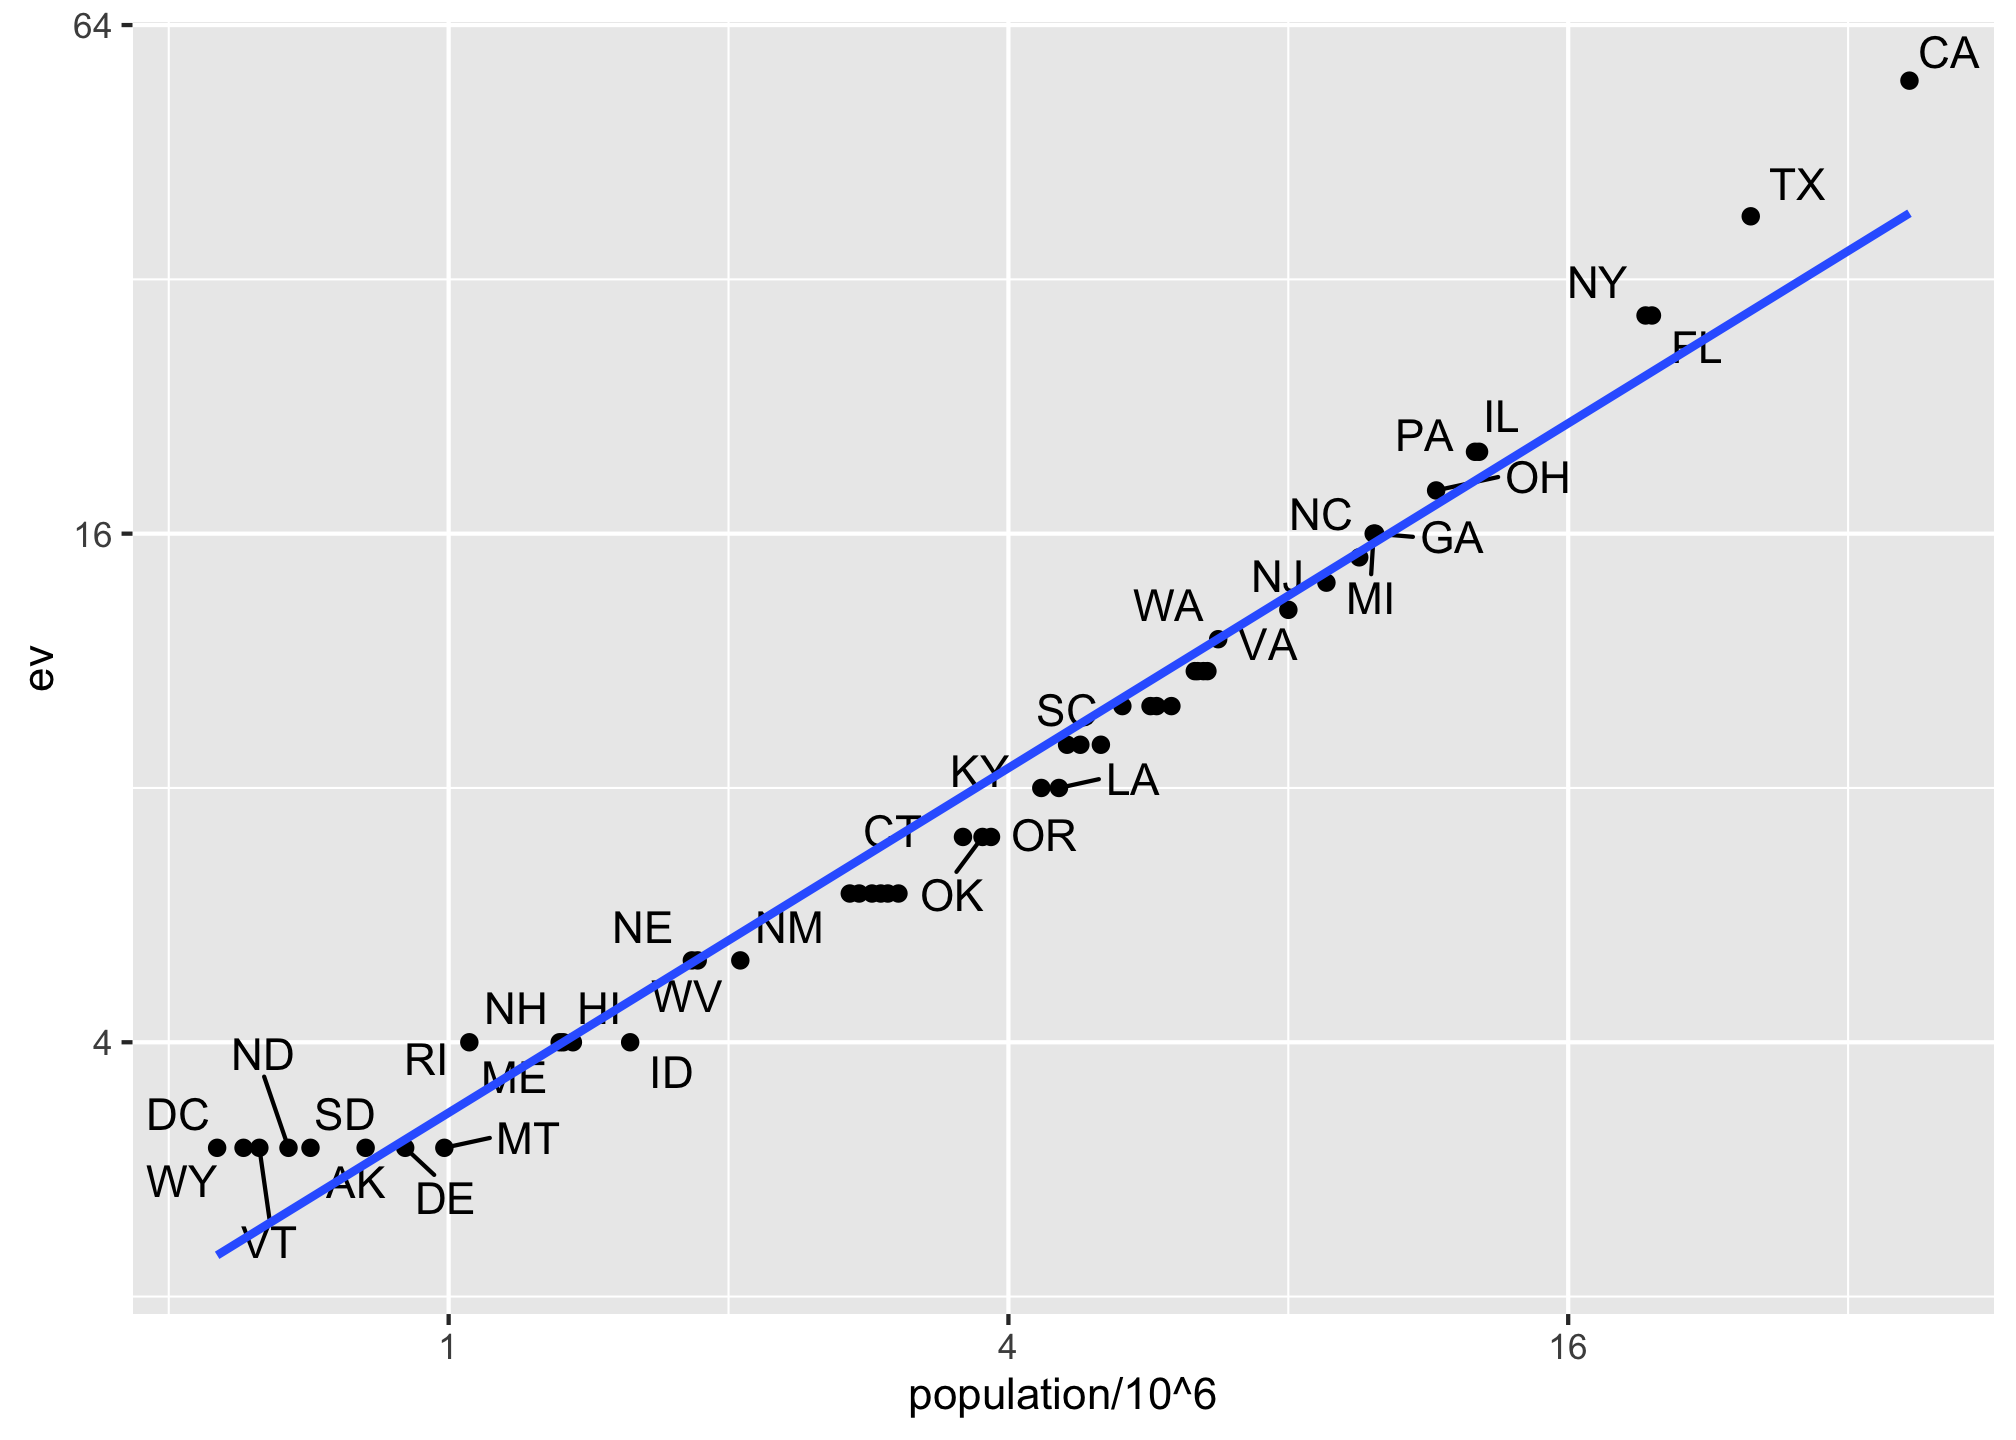 64
CA
TX
NY
FL
IL
PA
OH
NC
16
GA
NJ
MI
WA
VA
ev
SC
KY
LA
CT
OR
OK
NE
NM
WV
NH
HI
4
ND
RI
ME
ID
DC
SD
MT
WY
AK
DE
VT
1
4
16
population/10^6